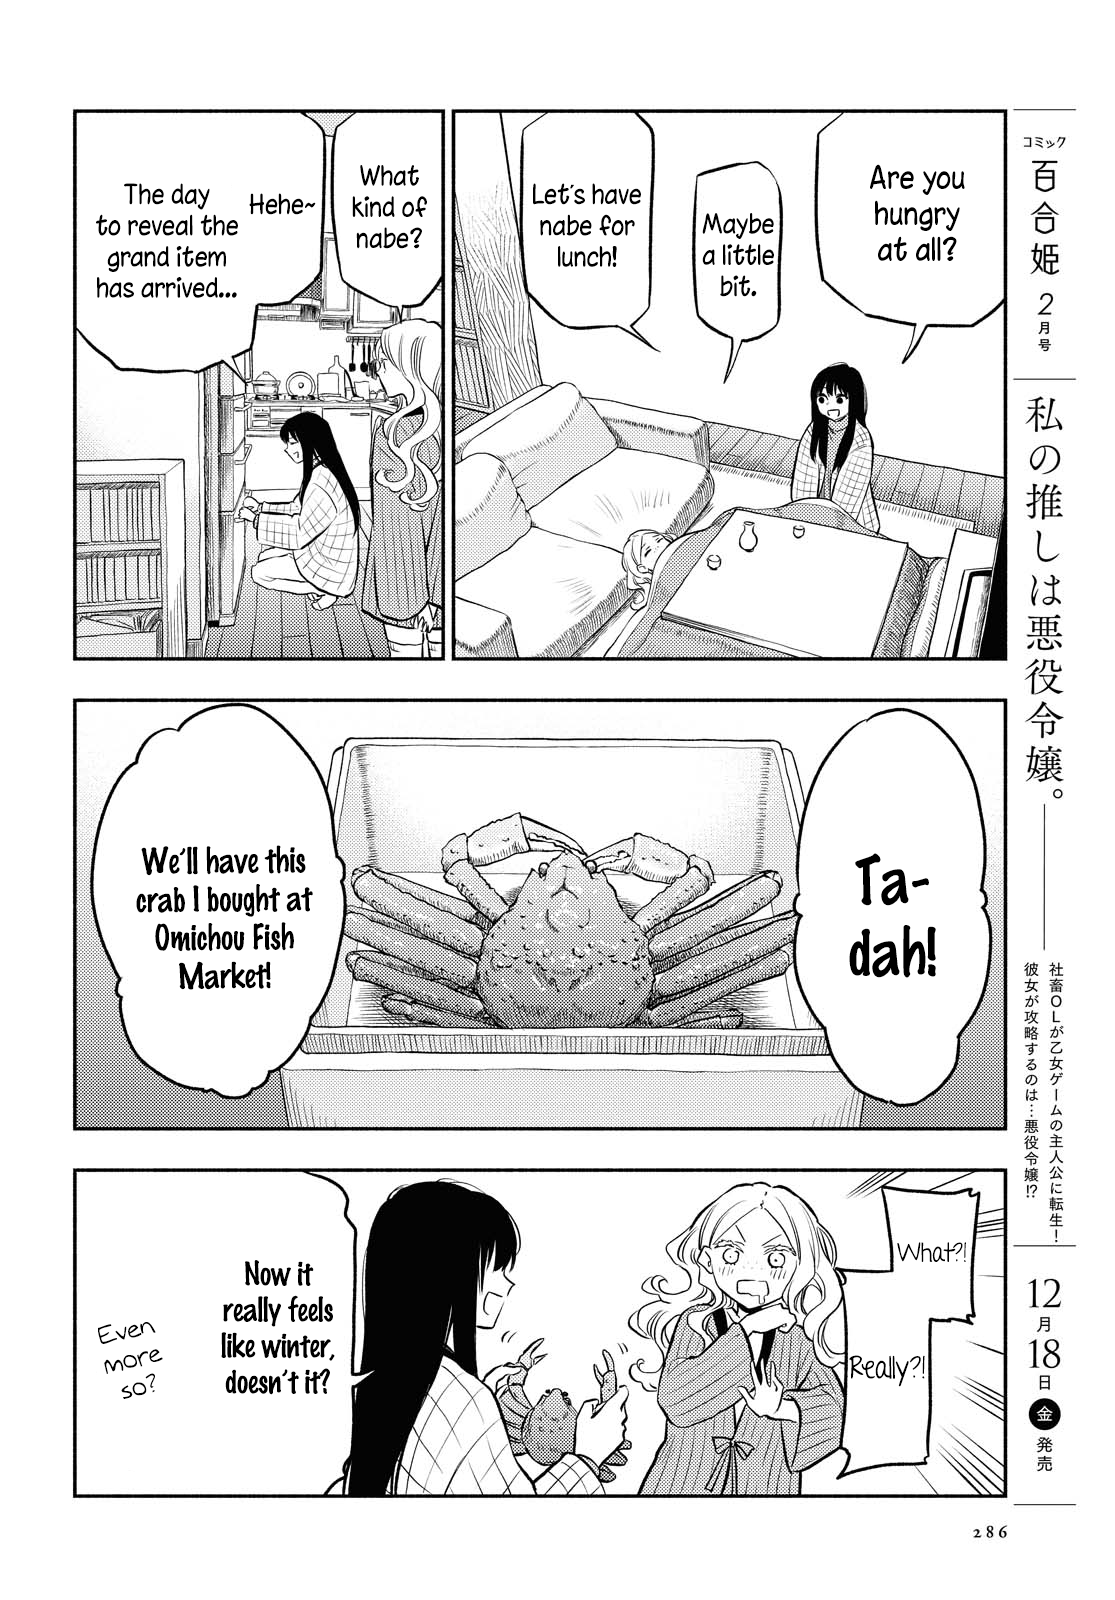 Are you
hungry
at all?
Maybe
a little
bit.
Let's have
nabe for
lunch!
What
kind of
nabe?
Hehe~
The day
to reveal the
grand item
has arrived...
Ta-
dah!
We'll have this
crab I bought at
Omichou Fish
Market!
What?!
Really?!
Now it
really feels
like winter,
doesn't it?
Even
more
so?
コミック
百合姫
2月号
私の推しは悪役令嬢。
社畜OLが乙女ゲームの主人公に転生!
彼女が攻略するのは…悪役令嬢!?
12月18日
金
発売
286